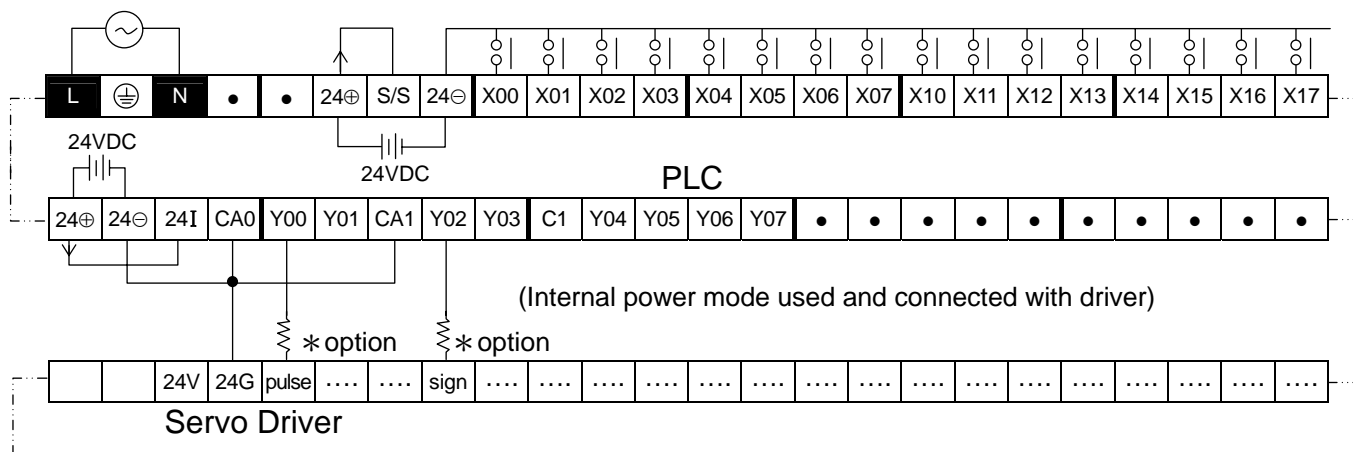 L N • • 24⊕ S/S 24⊖ X00 X01 X02 X03 X04 X05 X06 X07 X10 X11 X12 X13 X14 X15 X16 X17
24VDC
24VDC
PLC
24⊕ 24⊖ 24I CA0 Y00 Y01 CA1 Y02 Y03 C1 Y04 Y05 Y06 Y07 • • • • • • • • • •
(Internal power mode used and connected with driver)
*option *option
24V 24G pulse .... .... sign .... .... .... .... .... .... .... .... .... .... .... .... .... .... .... ....
Servo Driver